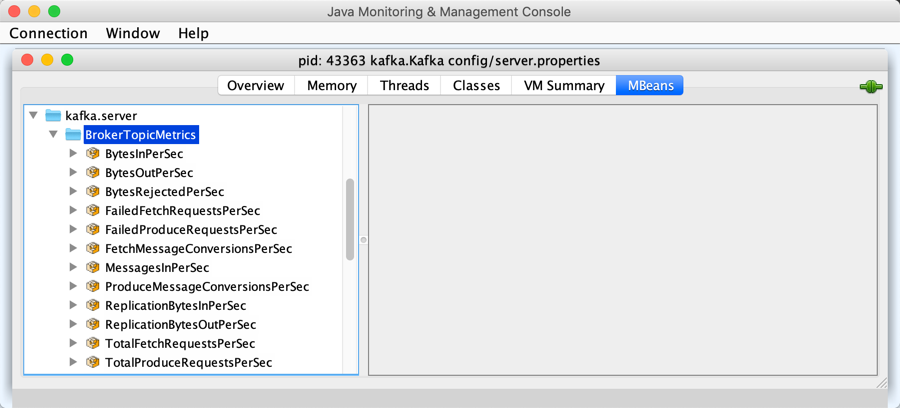 Java Monitoring & Management Console
Connection Window Help
pid: 43363 kafka.Kafka config/server.properties
Overview Memory Threads Classes VM Summary MBeans
kafka.server
BrokerTopicMetrics
BytesInPerSec
BytesOutPerSec
BytesRejectedPerSec
FailedFetchRequestsPerSec
FailedProduceRequestsPerSec
FetchMessageConversionsPerSec
MessagesInPerSec
ProduceMessageConversionsPerSec
ReplicationBytesInPerSec
ReplicationBytesOutPerSec
TotalFetchRequestsPerSec
TotalProduceRequestsPerSec